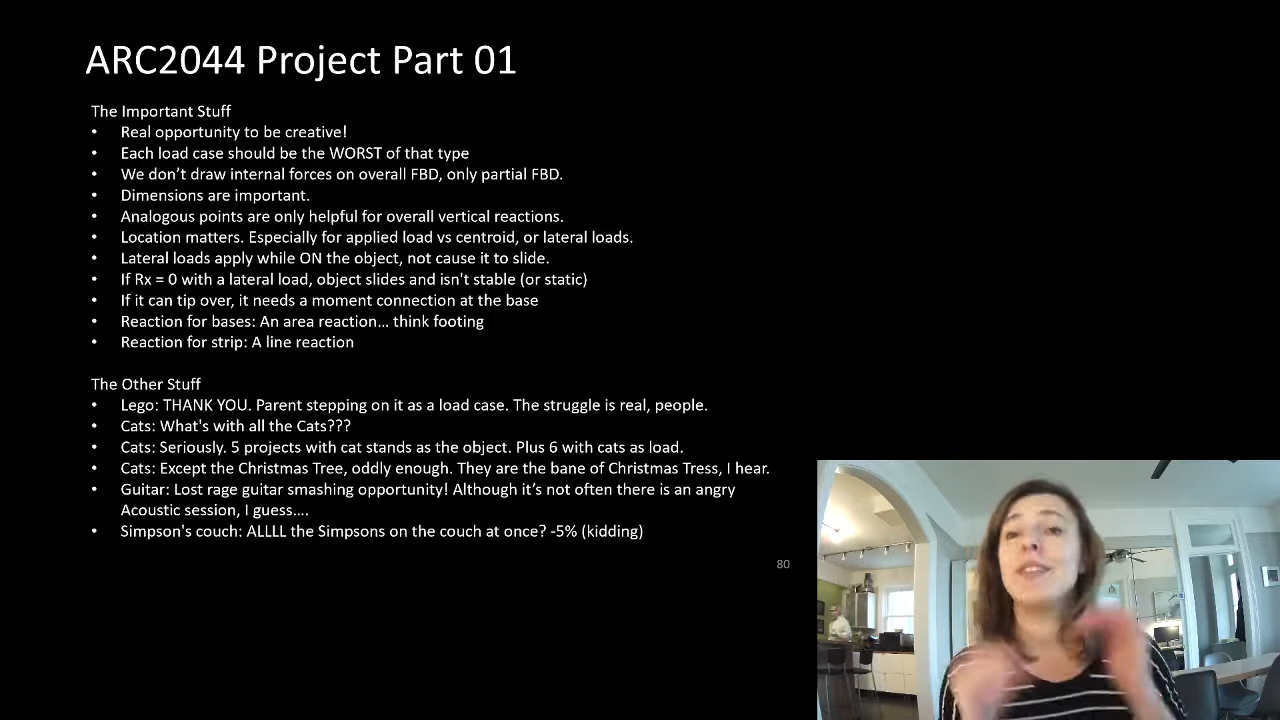 ARC2044 Project Part 01
The Important Stuff
• Real opportunity to be creative!
• Each load case should be the WORST of that type
• We don’t draw internal forces on overall FBD, only partial FBD.
• Dimensions are important.
• Analogous points are only helpful for overall vertical reactions.
• Location matters. Especially for applied load vs centroid, or lateral loads.
• Lateral loads apply while ON the object, not cause it to slide.
• If Rx = 0 with a lateral load, object slides and isn't stable (or static)
• If it can tip over, it needs a moment connection at the base
• Reaction for bases: An area reaction… think footing
• Reaction for strip: A line reaction
The Other Stuff
• Lego: THANK YOU. Parent stepping on it as a load case. The struggle is real, people.
• Cats: What's with all the Cats???
• Cats: Seriously. 5 projects with cat stands as the object. Plus 6 with cats as load.
• Cats: Except the Christmas Tree, oddly enough. They are the bane of Christmas Tress, I hear.
• Guitar: Lost rage guitar smashing opportunity! Although it’s not often there is an angry
Acoustic session, I guess….
• Simpson's couch: ALLLL the Simpsons on the couch at once? -5% (kidding)
80